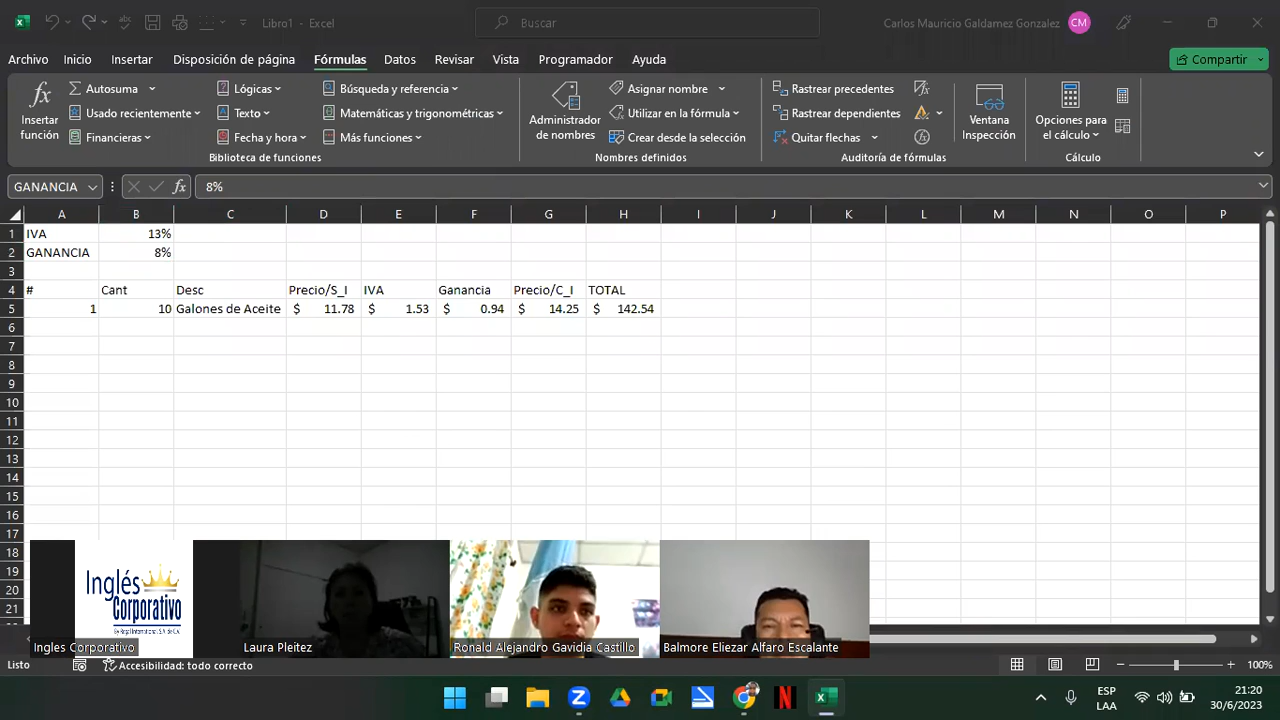 Libro1 - Excel
Buscar
Carlos Mauricio Galdamez Gonzalez CM
Archivo Inicio Insertar Disposición de página Fórmulas Datos Revisar Vista Programador Ayuda Compartir
fx Insertar función
Autosuma
Usado recientemente
Financieras
Lógicas
Texto
Fecha y hora
Búsqueda y referencia
Matemáticas y trigonométricas
Más funciones
Biblioteca de funciones
Administrador de nombres
Asignar nombre
Utilizar en la fórmula
Crear desde la selección
Nombres definidos
Rastrear precedentes
Rastrear dependientes
Quitar flechas
Auditoría de fórmulas
Ventana Inspección
Opciones para el cálculo
Cálculo
GANANCIA fx 8%
A B C D E F G H I J K L M N O P
1 IVA 13%
2 GANANCIA 8%
3
4 # Cant Desc Precio/S_I IVA Ganancia Precio/C_I TOTAL
5 1 10 Galones de Aceite $ 11.78 $ 1.53 $ 0.94 $ 14.25 $ 142.54
6
7
8
9
10
11
12
13
14
15
16
17
18
19
20
21
Inglés
Corporativo
By Regal International, S.A. de C.V.
Ingles Corporativo
Laura Pleitez
Ronald Alejandro Gavidia Castillo
Balmore Eliezar Alfaro Escalante
Listo Accesibilidad: todo correcto 100%
ESP
LAA
21:20
30/6/2023